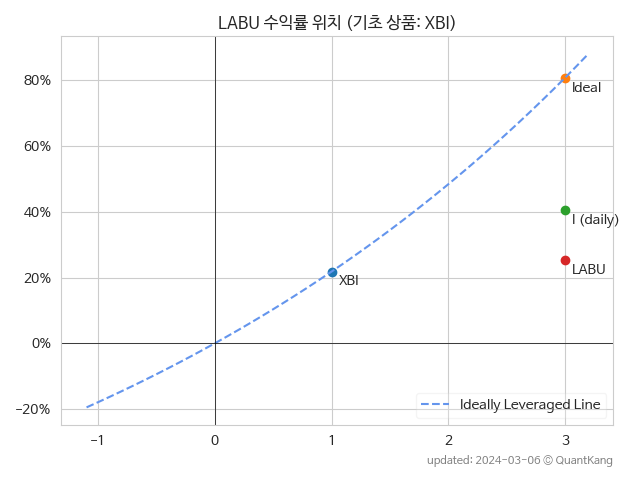 LABU 수익률 위치 (기초 상품: XBI)
80%
60%
40%
20%
0%
−20%
Ideal
I (daily)
LABU
XBI
Ideally Leveraged Line
−1
0
1
2
3
updated: 2024-03-06 © QuantKang